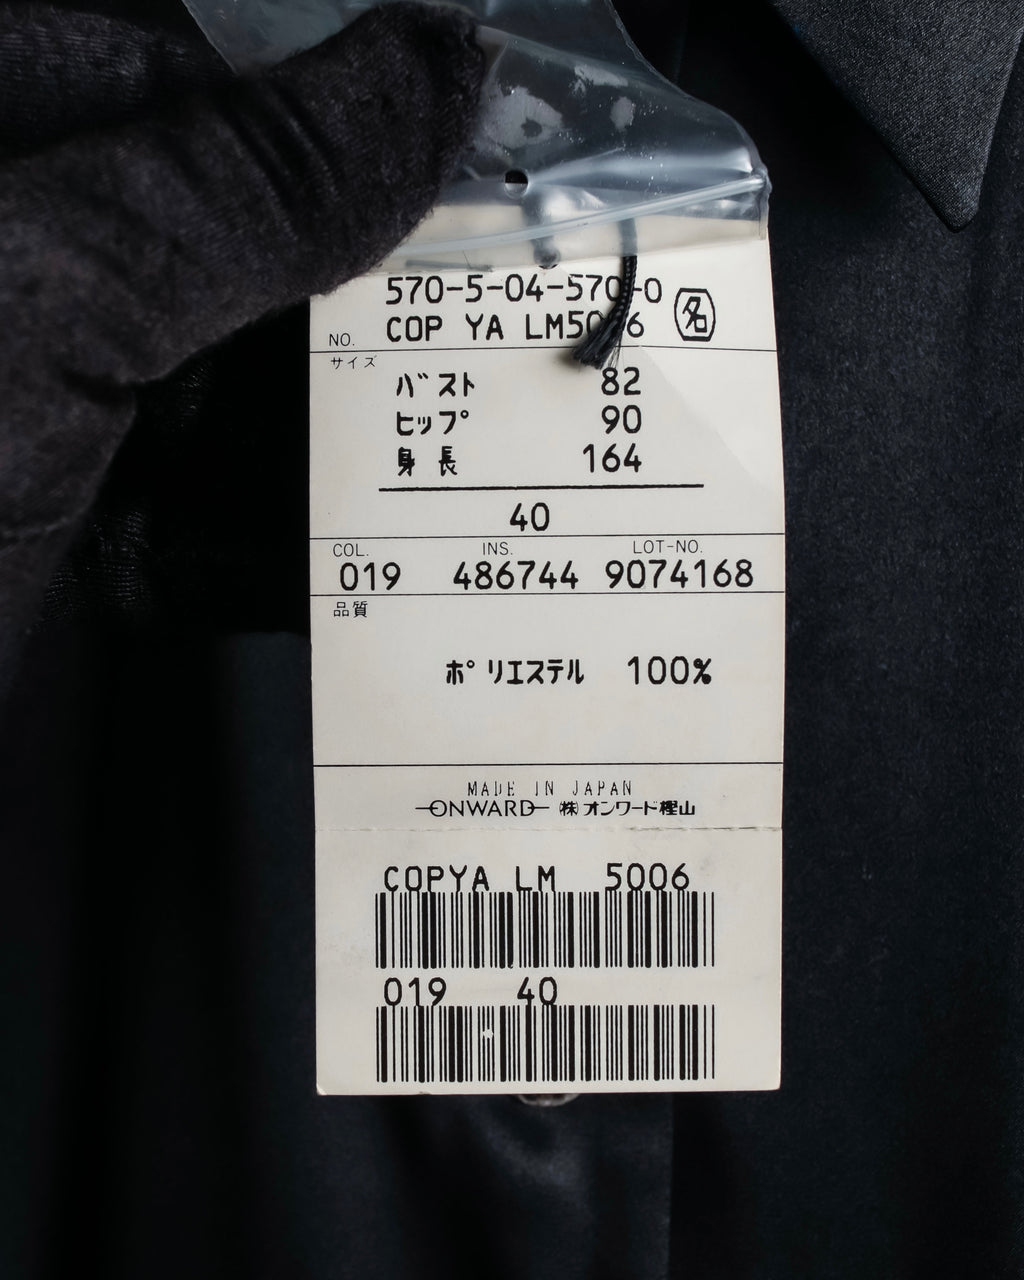 570-5-04-570-0
COP YA LM5006 名
NO.
サイズ
バスト 82
ヒップ 90
身長 164
40
COL. INS. LOT-NO.
019 486744 9074168
品質
ポリエステル 100%
MADE IN JAPAN
ONWARD ㈱オンワード樫山
COPYA LM 5006
019 40